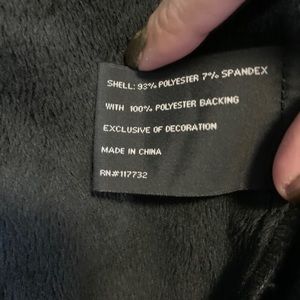 SHELL: 93% POLYESTER 7% SPANDEX
WITH 100% POLYESTER BACKING
EXCLUSIVE OF DECORATION
MADE IN CHINA
RN#117732